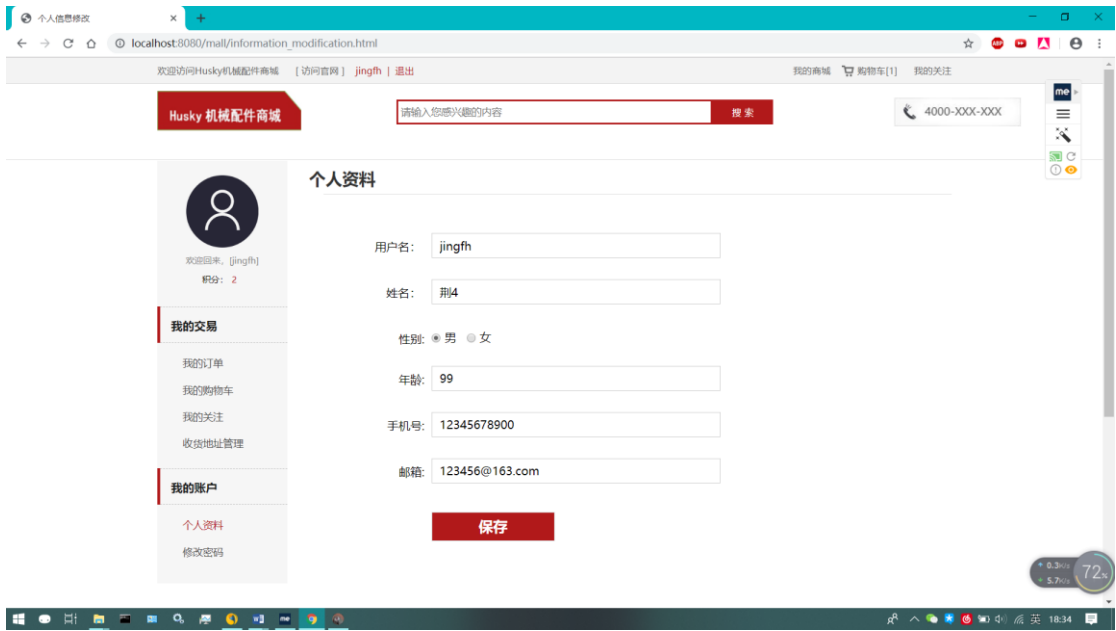 个人信息修改
localhost:8080/mall/information_modification.html
ABP
欢迎访问Husky机械配件商城 [ 访问官网 ] jingfh | 退出 我的商城 购物车[1] 我的关注
me
Husky 机械配件商城 请输入您感兴趣的内容 搜 索 4000-XXX-XXX
个人资料
用户名： jingfh
欢迎回来，[jingfh]
积分： 2
姓名： 荆4
我的交易
性别: 男 女
我的订单
年龄: 99
我的购物车
我的关注
手机号: 12345678900
收货地址管理
邮箱: 123456@163.com
我的账户
个人资料
保存
修改密码
0.3K/s
5.7K/s
72%
me
英 18:34